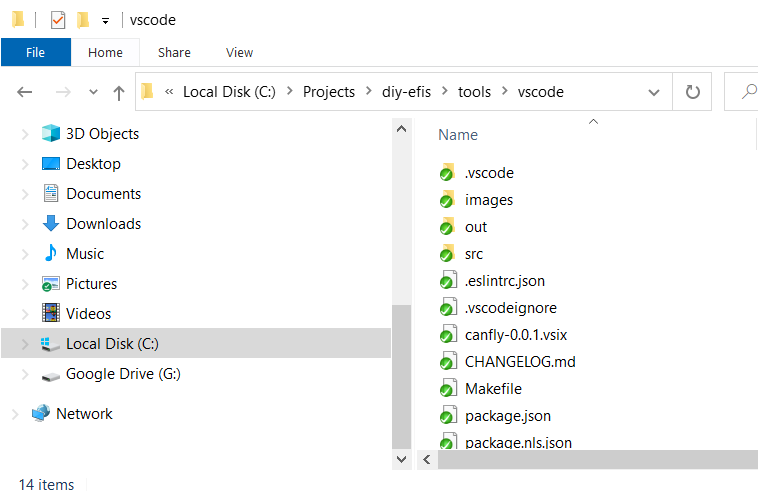 vscode
File Home Share View
« Local Disk (C:) Projects diy-efis tools vscode
3D Objects
Desktop
Documents
Downloads
Music
Pictures
Videos
Local Disk (C:)
Google Drive (G:)
Network
Name
.vscode
images
out
src
.eslintrc.json
.vscodeignore
canfly-0.0.1.vsix
CHANGELOG.md
Makefile
package.json
package.nls.json
14 items